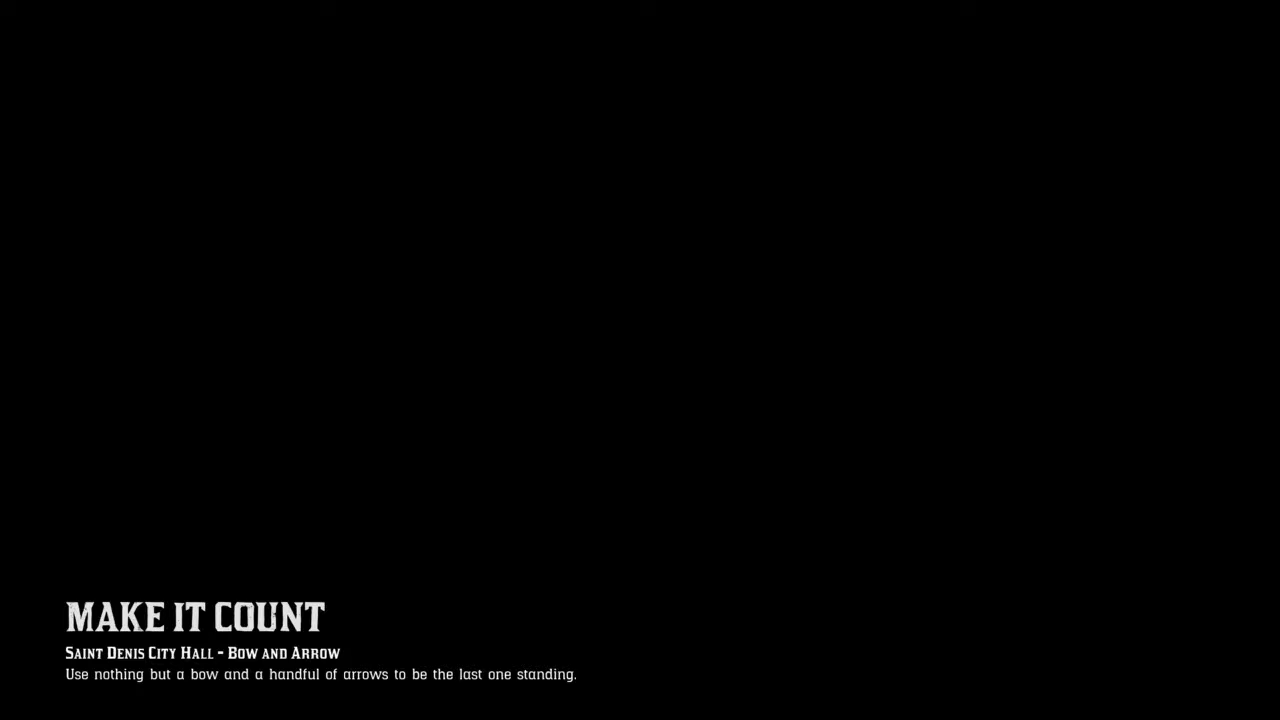 MAKE IT COUNT
Saint Denis City Hall - Bow and Arrow
Use nothing but a bow and a handful of arrows to be the last one standing.